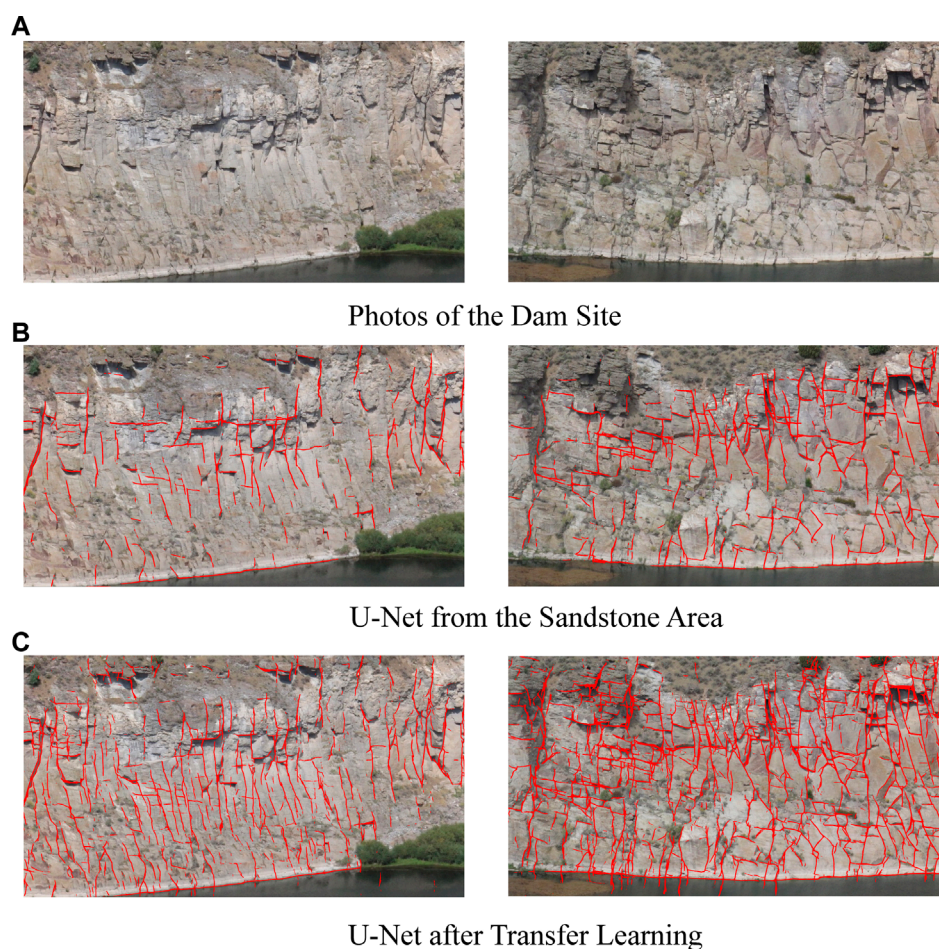 A
Photos of the Dam Site
B
U-Net from the Sandstone Area
C
U-Net after Transfer Learning